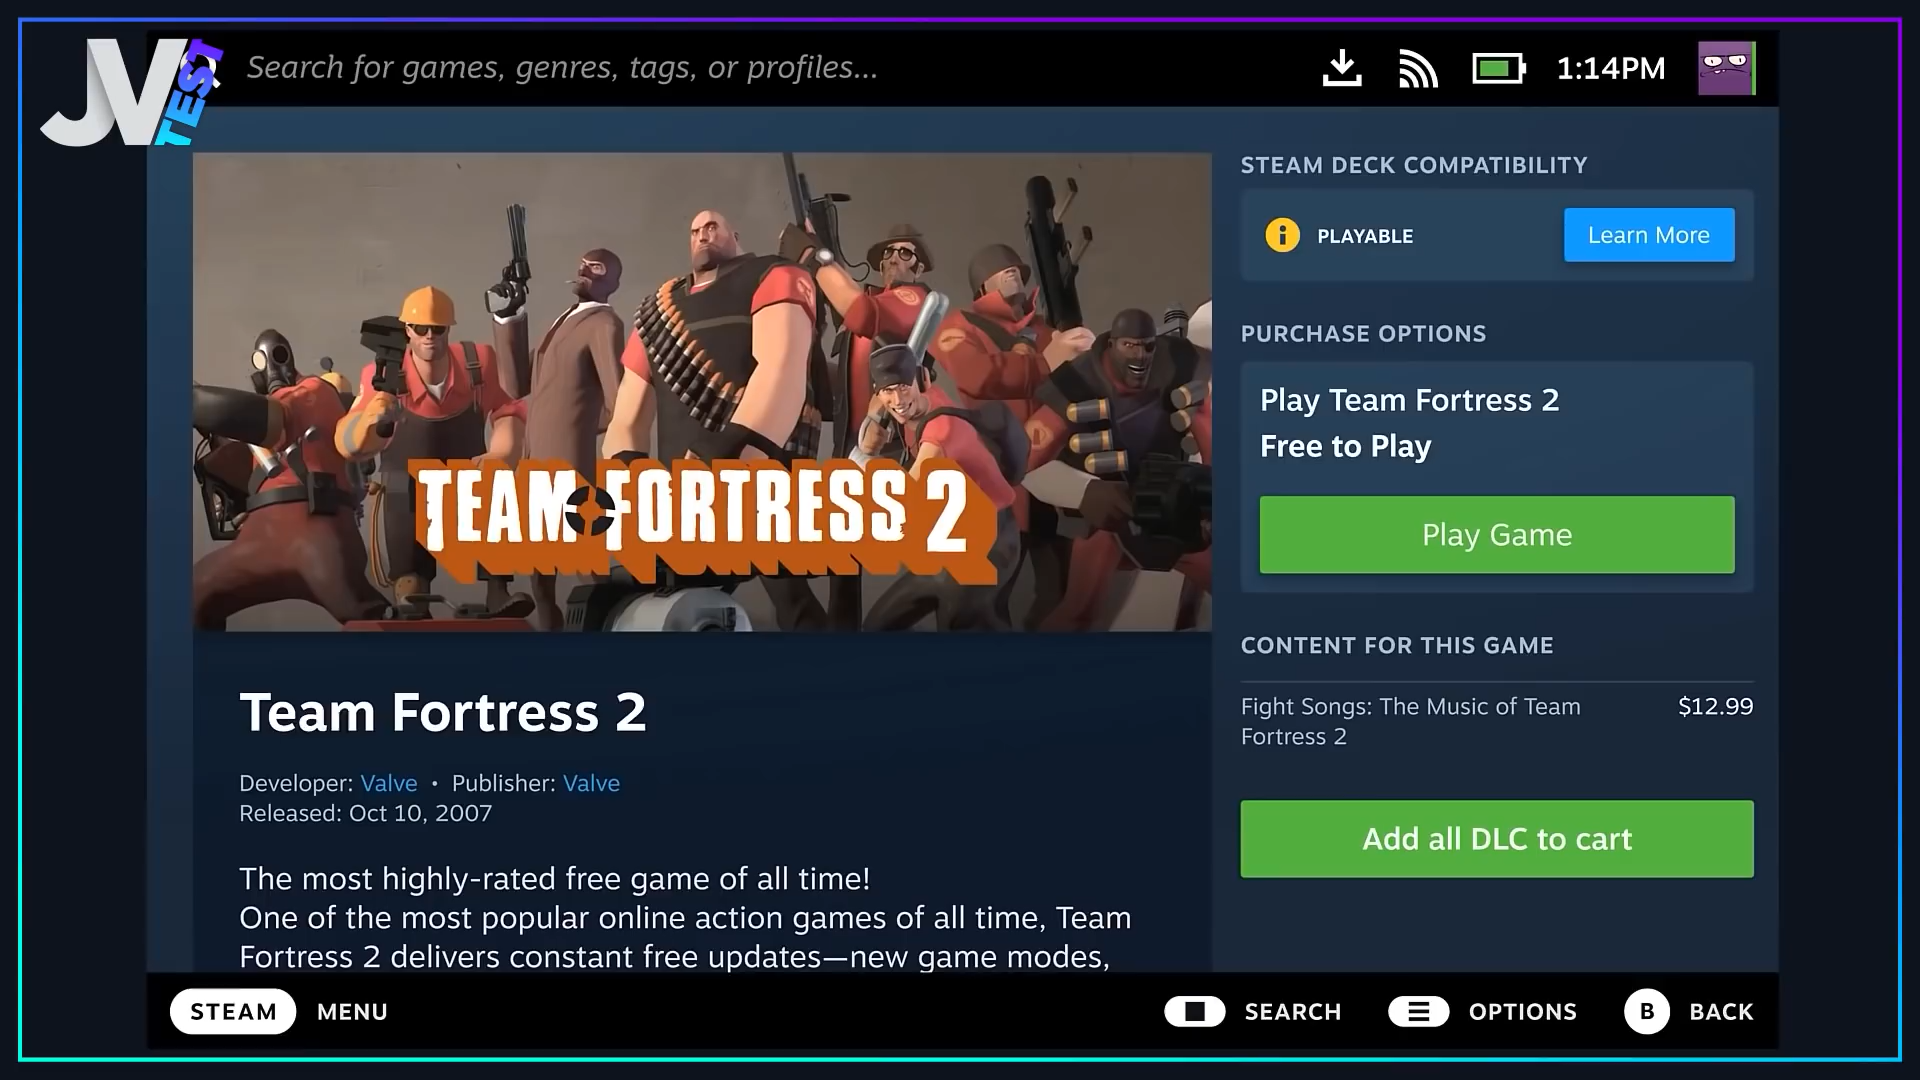 JV TEST
Search for games, genres, tags, or profiles...
1:14PM
STEAM DECK COMPATIBILITY
PLAYABLE
Learn More
PURCHASE OPTIONS
Play Team Fortress 2
Free to Play
Play Game
CONTENT FOR THIS GAME
Fight Songs: The Music of Team
Fortress 2
$12.99
Add all DLC to cart
TEAM FORTRESS 2
Team Fortress 2
Developer: Valve • Publisher: Valve
Released: Oct 10, 2007
The most highly-rated free game of all time!
One of the most popular online action games of all time, Team
Fortress 2 delivers constant free updates—new game modes,
STEAM MENU
SEARCH
OPTIONS
B BACK